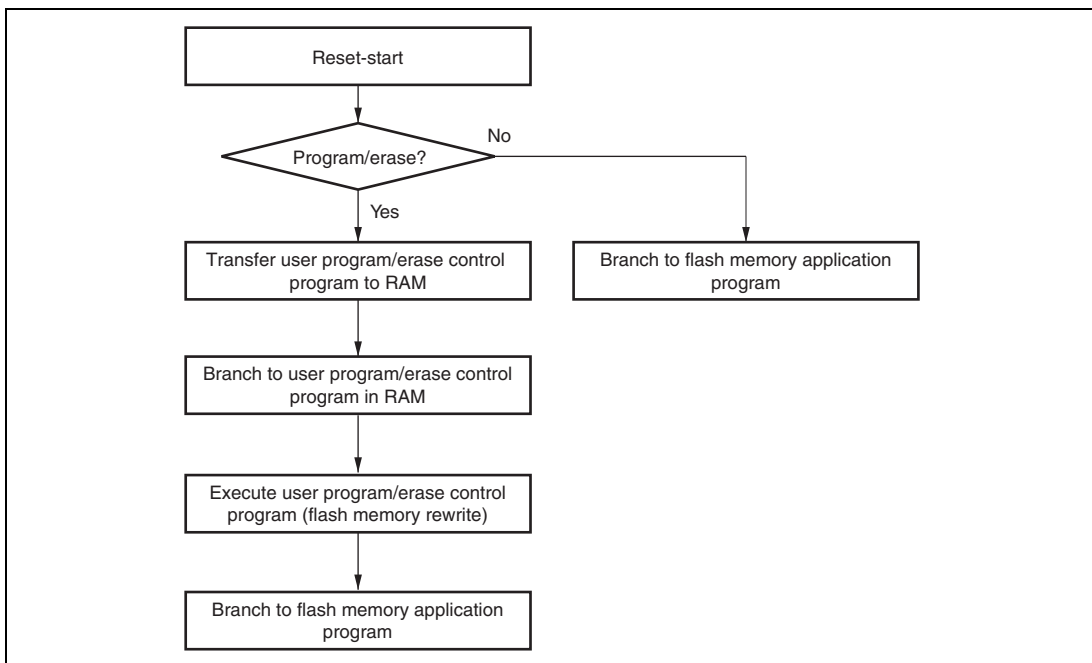 Reset-start
Program/erase?
No
Yes
Transfer user program/erase control
program to RAM
Branch to flash memory application
program
Branch to user program/erase control
program in RAM
Execute user program/erase control
program (flash memory rewrite)
Branch to flash memory application
program